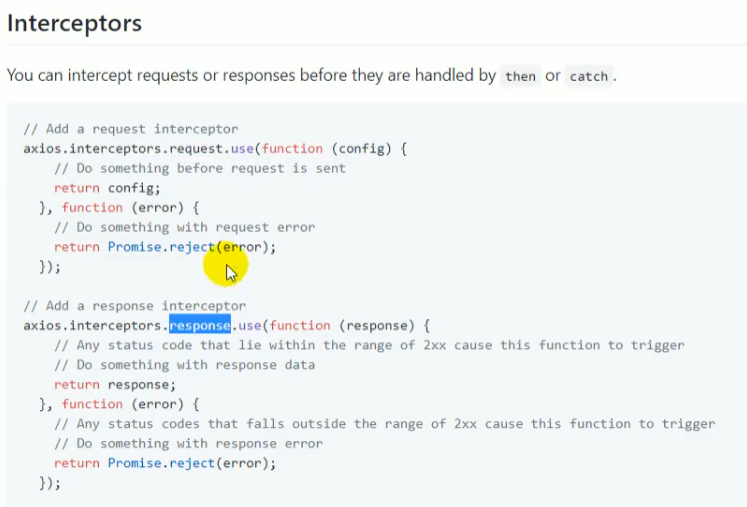 Interceptors
You can intercept requests or responses before they are handled by then or catch.
// Add a request interceptor
axios.interceptors.request.use(function (config) {
    // Do something before request is sent
    return config;
  }, function (error) {
    // Do something with request error
    return Promise.reject(error);
  });

// Add a response interceptor
axios.interceptors.response.use(function (response) {
    // Any status code that lie within the range of 2xx cause this function to trigger
    // Do something with response data
    return response;
  }, function (error) {
    // Any status codes that falls outside the range of 2xx cause this function to trigger
    // Do something with response error
    return Promise.reject(error);
  });